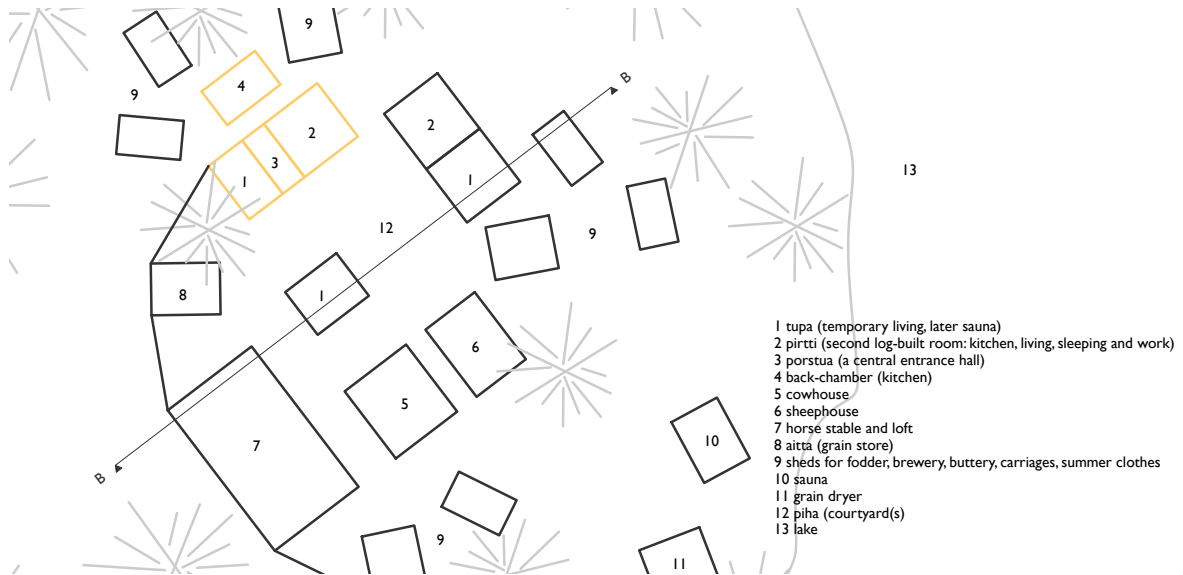 9
B
4
9
2
2
3
1
1
13
12
9
8
1
6
5
7
10
B
9
11
1 tupa (temporary living, later sauna)
2 pirtti (second log-built room: kitchen, living, sleeping and work)
3 porstua (a central entrance hall)
4 back-chamber (kitchen)
5 cowhouse
6 sheephouse
7 horse stable and loft
8 aitta (grain store)
9 sheds for fodder, brewery, buttery, carriages, summer clothes
10 sauna
11 grain dryer
12 piha (courtyard(s)
13 lake